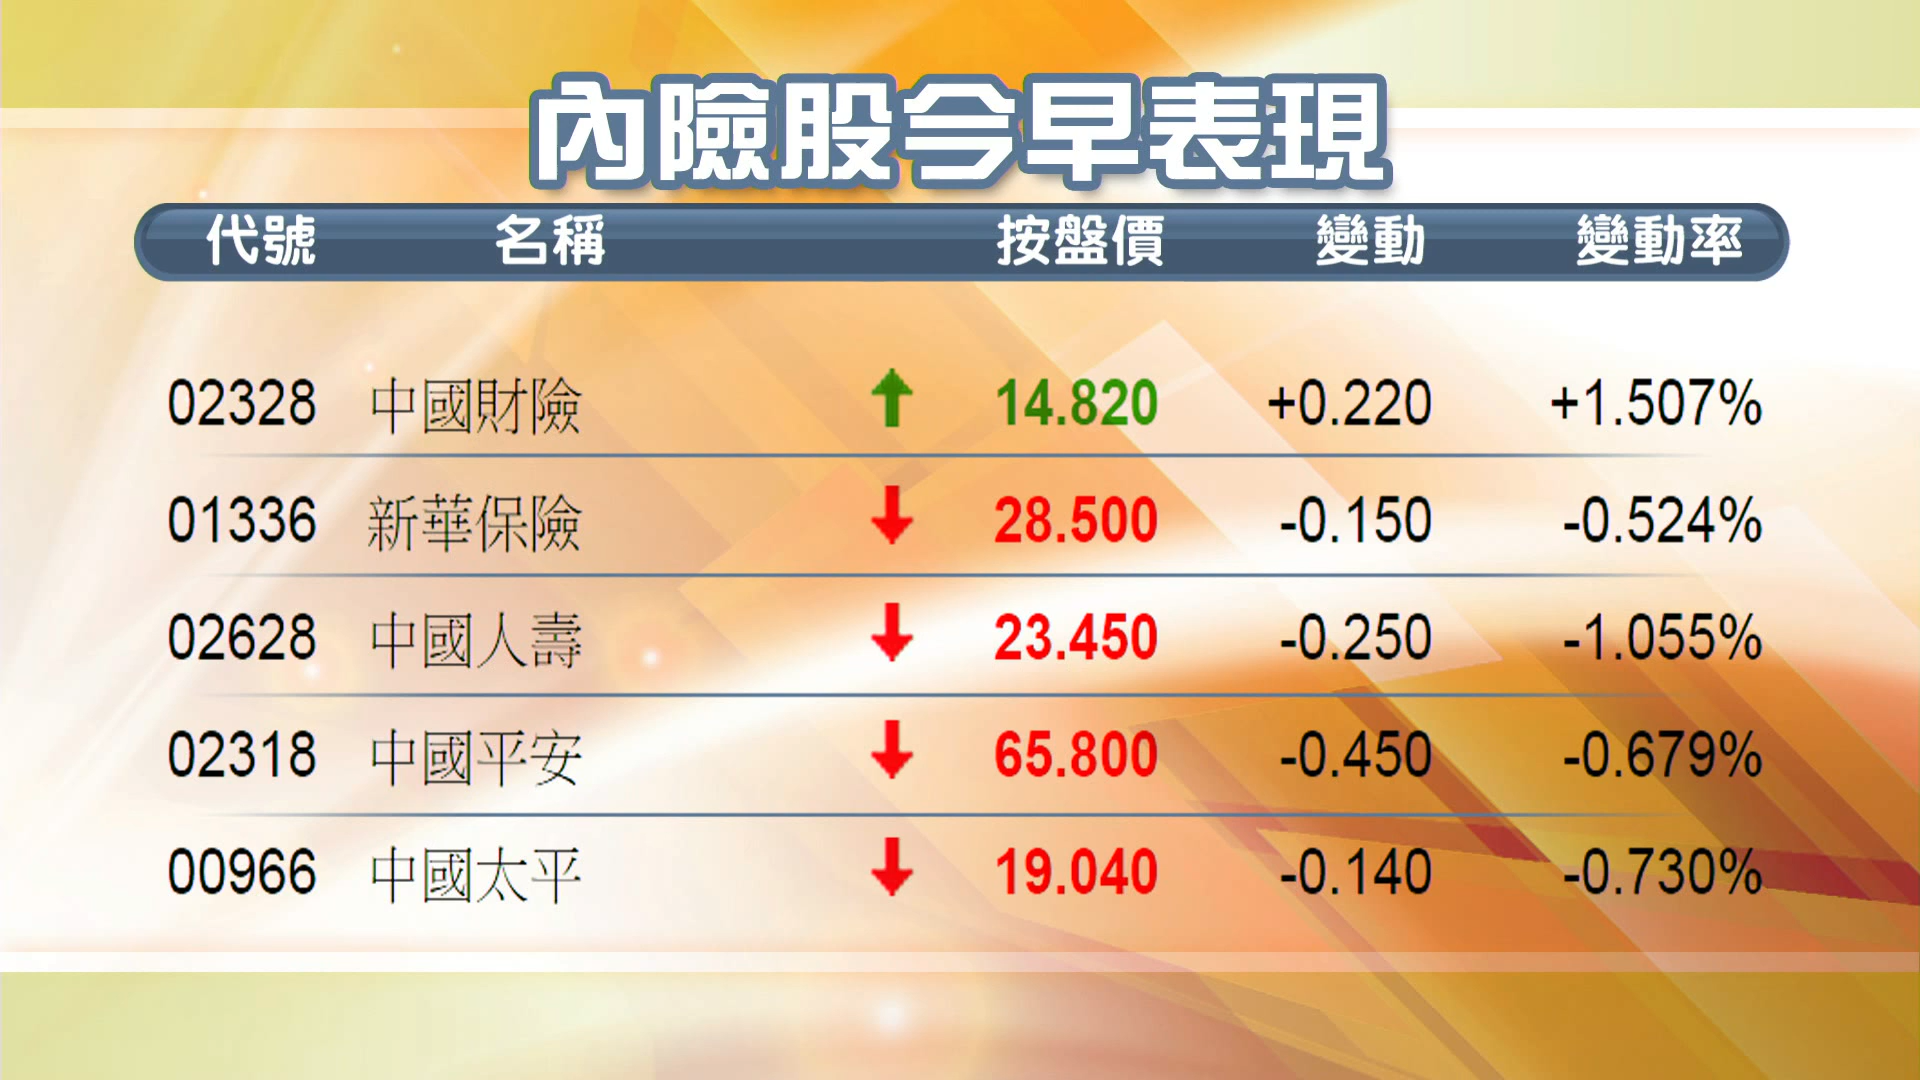 內險股今早表現
代號 名稱 按盤價 變動 變動率
02328 中國財險 14.820 +0.220 +1.507%
01336 新華保險 28.500 -0.150 -0.524%
02628 中國人壽 23.450 -0.250 -1.055%
02318 中國平安 65.800 -0.450 -0.679%
00966 中國太平 19.040 -0.140 -0.730%